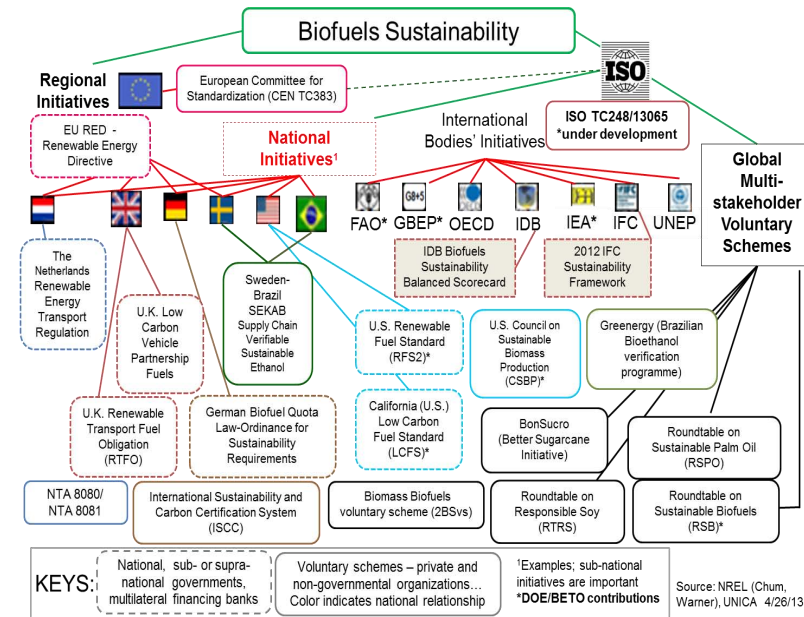 Biofuels Sustainability
Regional
Initiatives
European Committee for
Standardization (CEN TC383)
ISO
EU RED -
Renewable Energy
Directive
National
Initiatives¹
International
Bodies' Initiatives
ISO TC248/13065
*under development
Global
Multi-
stakeholder
Voluntary
Schemes
G8+5
FAO*
GBEP*
OECD
IDB
IEA*
IFC
UNEP
The
Netherlands
Renewable
Energy
Transport
Regulation
U.K. Low
Carbon
Vehicle
Partnership
Fuels
Sweden-
Brazil
SEKAB
Supply Chain
Verifiable
Sustainable
Ethanol
IDB Biofuels
Sustainability
Balanced Scorecard
2012 IFC
Sustainability
Framework
U.S. Renewable
Fuel Standard
(RFS2)*
U.S. Council on
Sustainable
Biomass
Production
(CSBP)*
Greenergy (Brazilian
Bioethanol
verification
programme)
U.K. Renewable
Transport Fuel
Obligation
(RTFO)
German Biofuel Quota
Law-Ordinance for
Sustainability
Requirements
California (U.S.)
Low Carbon
Fuel Standard
(LCFS)*
BonSucro
(Better Sugarcane
Initiative)
Roundtable on
Sustainable Palm Oil
(RSPO)
NTA 8080/
NTA 8081
International Sustainability and
Carbon Certification System
(ISCC)
Biomass Biofuels
voluntary scheme (2BSvs)
Roundtable on
Responsible Soy
(RTRS)
Roundtable on
Sustainable Biofuels
(RSB)*
KEYS:
National, sub- or supra-
national governments,
multilateral financing banks
Voluntary schemes – private and
non-governmental organizations…
Color indicates national relationship
¹Examples; sub-national
initiatives are important
*DOE/BETO contributions
Source: NREL (Chum,
Warner), UNICA 4/26/13